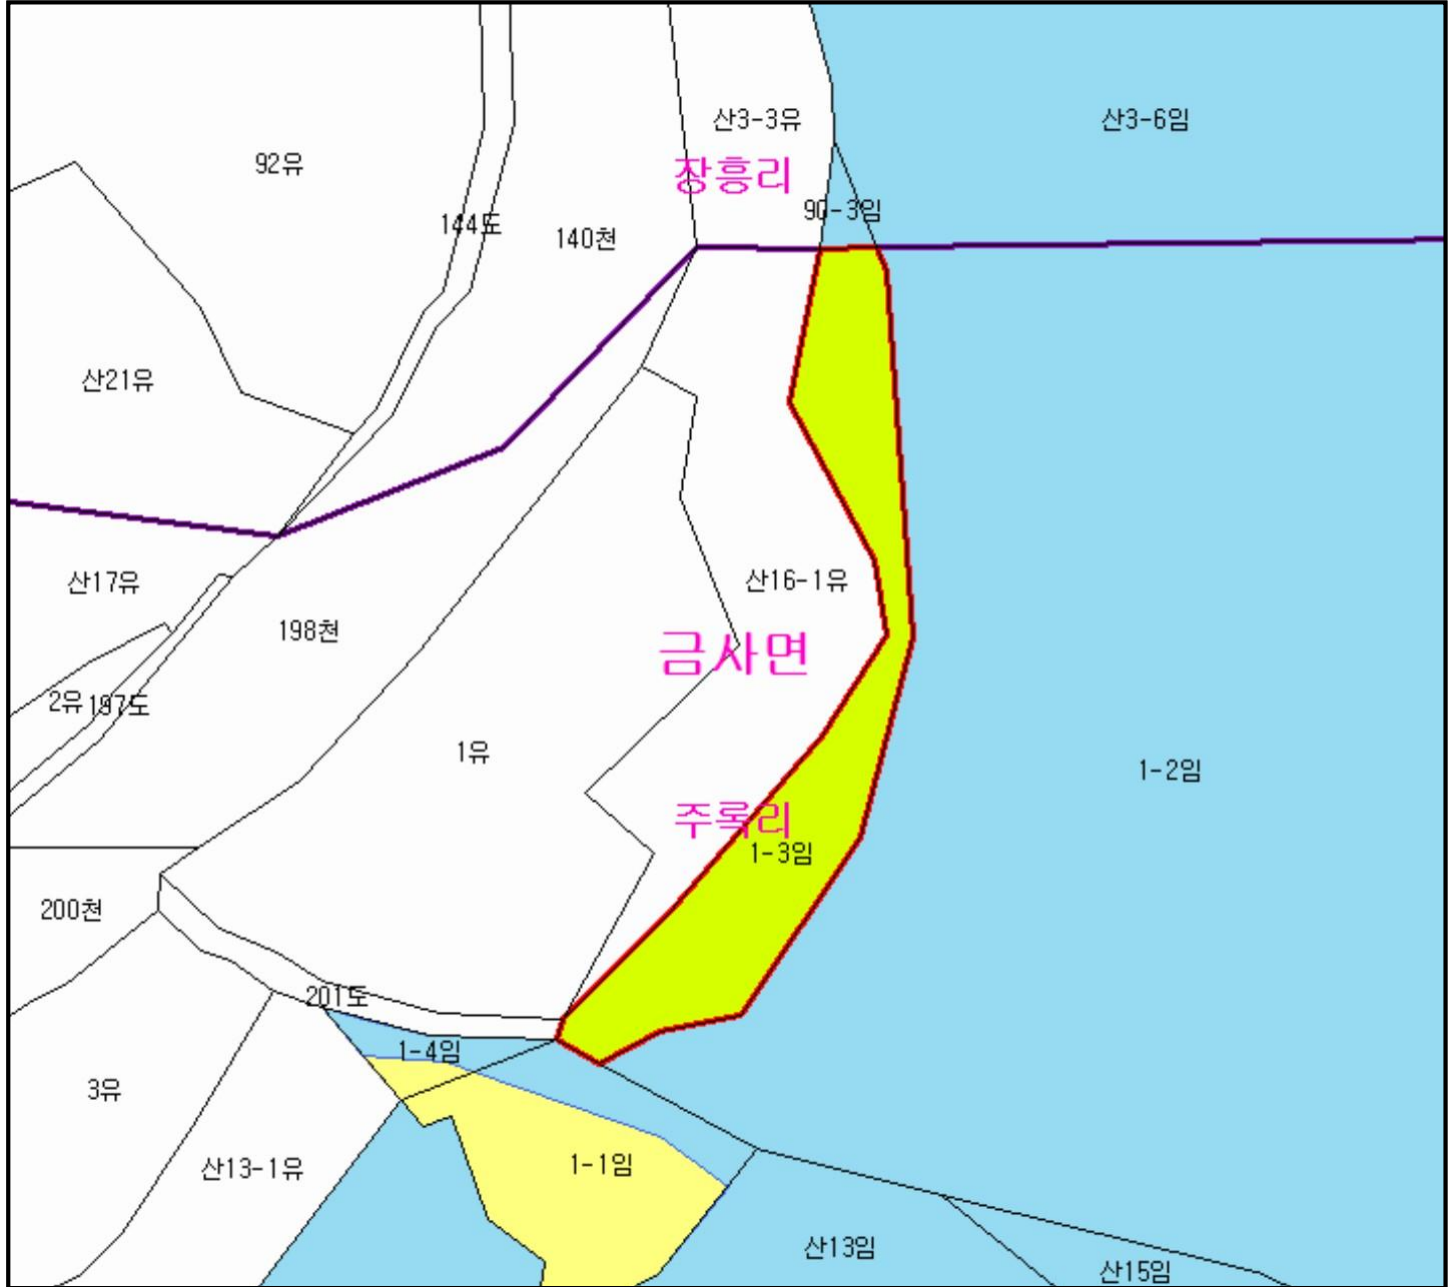 산3-3유
산3-6임
92유
장흥리
90-3임
144도
140천
산21유
산17유
산16-1유
198천
금사면
2유
197도
1유
1-2임
주록리
1-3임
200천
201도
1-4임
3유
산13-1유
1-1임
산13임
산15임